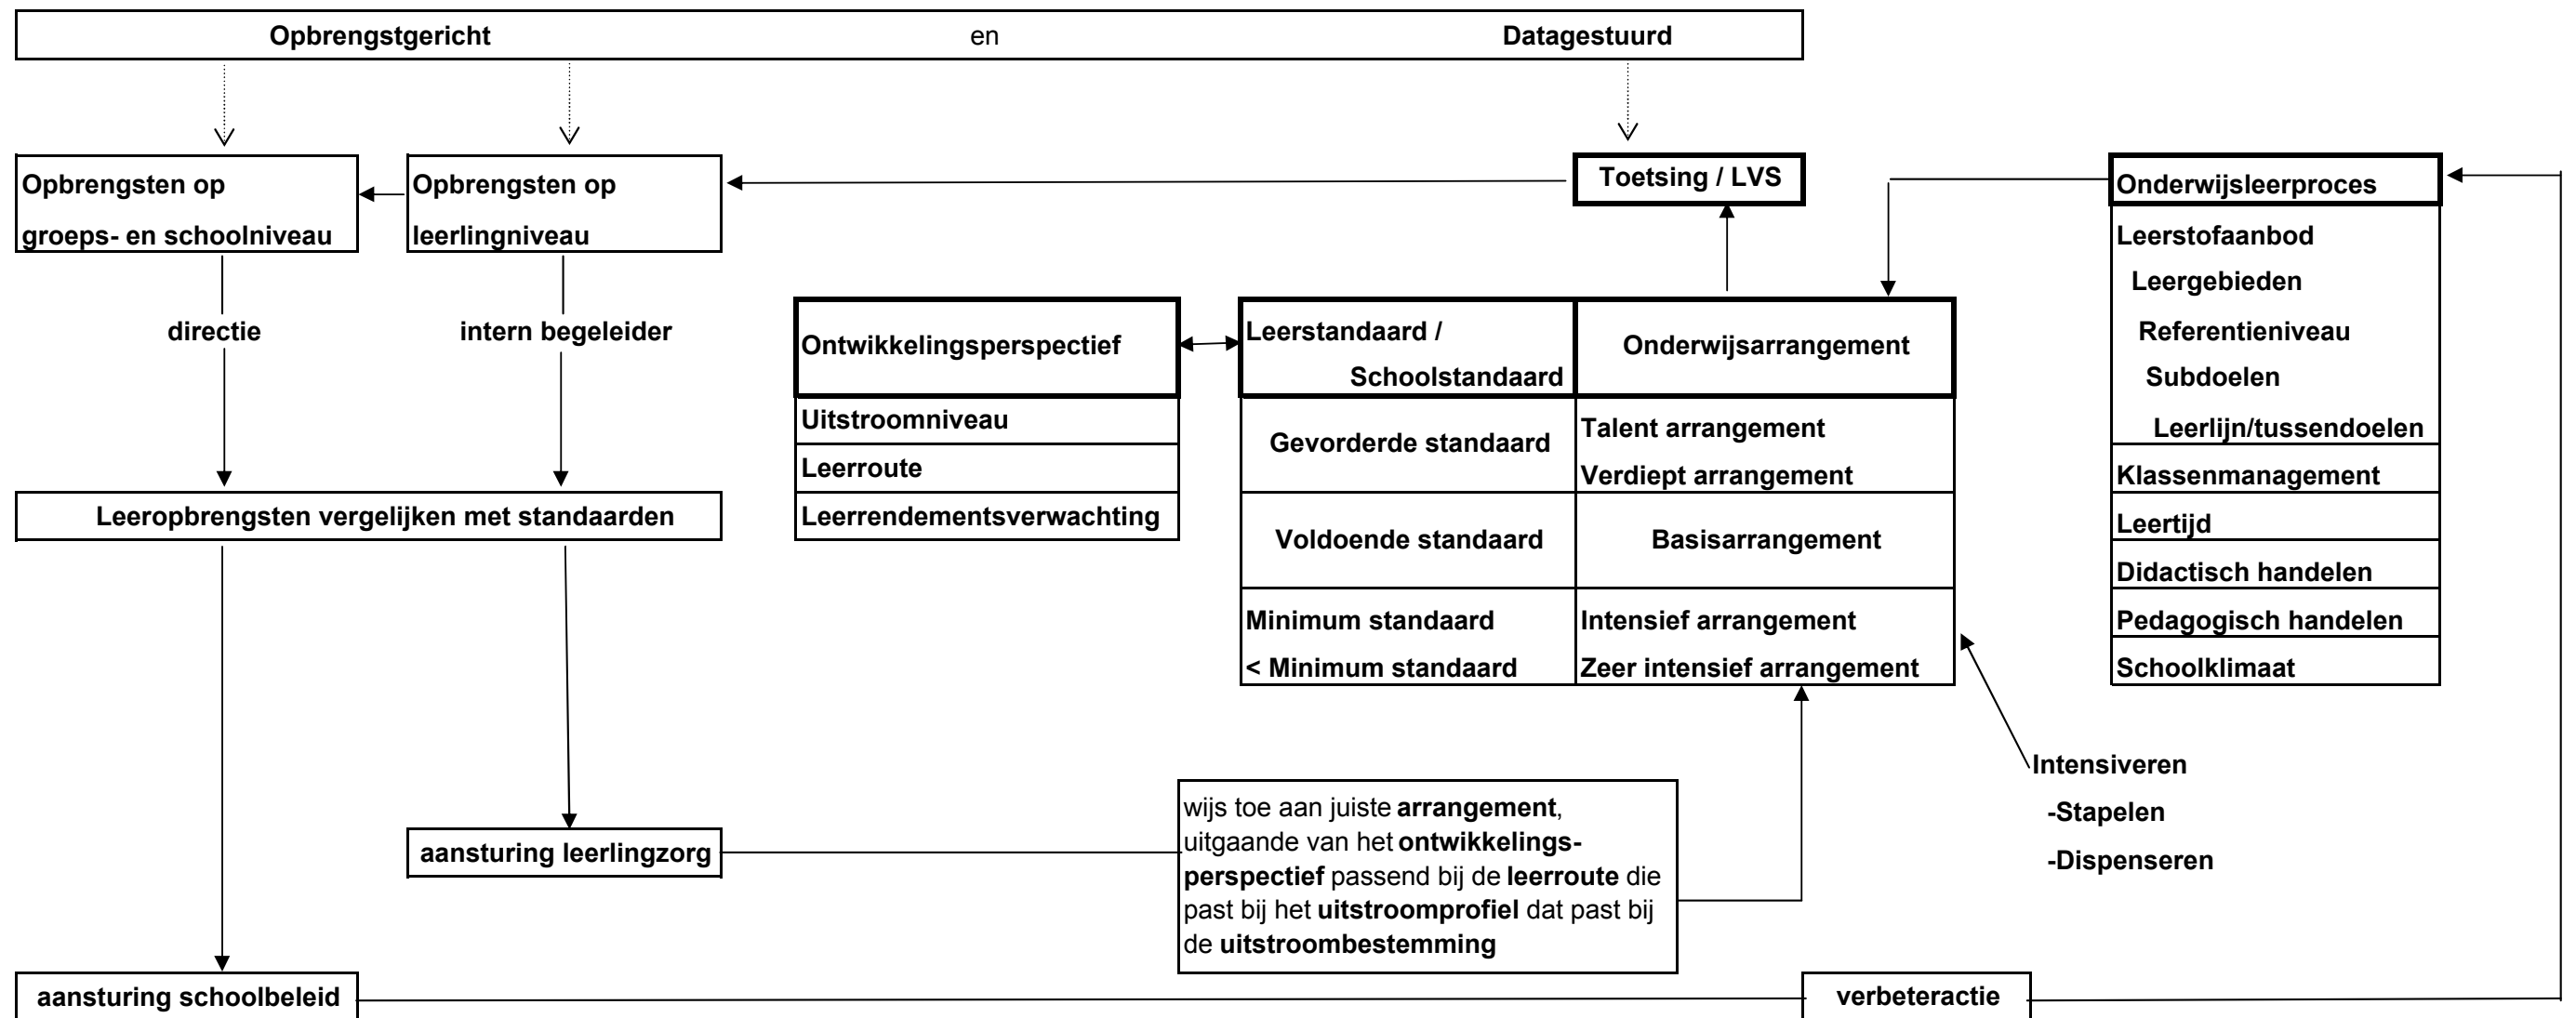 Opbrengstgericht en Datagestuurd
Opbrengsten op
groeps- en schoolniveau
Opbrengsten op
leerlingniveau
Toetsing / LVS
Onderwijsleerproces
Leerstofaanbod
Leergebieden
Referentieniveau
Subdoelen
Leerlijn/tussendoelen
Klassenmanagement
Leertijd
Didactisch handelen
Pedagogisch handelen
Schoolklimaat
directie
intern begeleider
Ontwikkelingsperspectief
Uitstroomniveau
Leerroute
Leerrendementsverwachting
Leerstandaard /
Schoolstandaard
Onderwijsarrangement
Gevorderde standaard
Talent arrangement
Verdiept arrangement
Voldoende standaard
Basisarrangement
Minimum standaard
< Minimum standaard
Intensief arrangement
Zeer intensief arrangement
Leeropbrengsten vergelijken met standaarden
Intensiveren
-Stapelen
-Dispenseren
aansturing leerlingzorg
wijs toe aan juiste arrangement,
uitgaande van het ontwikkelings-
perspectief passend bij de leerroute die
past bij het uitstroomprofiel dat past bij
de uitstroombestemming
aansturing schoolbeleid
verbeteractie